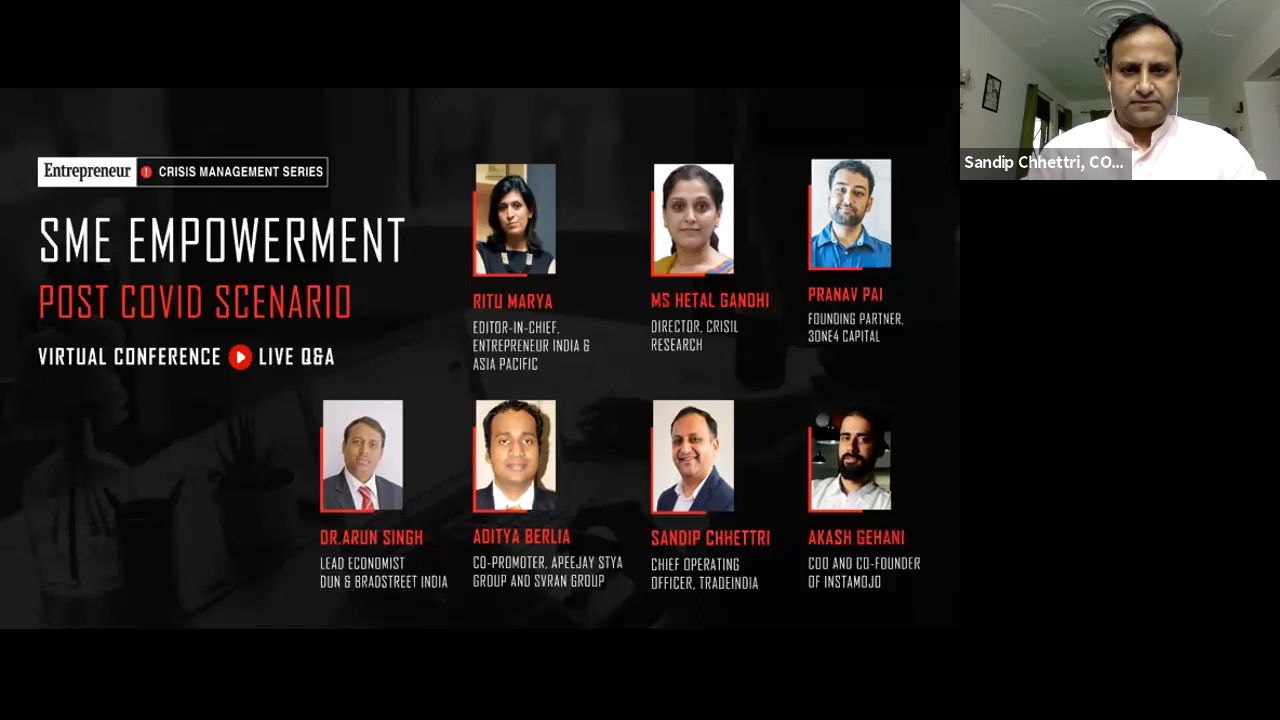 Entrepreneur ! CRISIS MANAGEMENT SERIES
SME EMPOWERMENT
POST COVID SCENARIO
VIRTUAL CONFERENCE LIVE Q&A
RITU MARYA
EDITOR-IN-CHIEF,
ENTREPRENEUR INDIA &
ASIA PACIFIC
MS HETAL GANDHI
DIRECTOR, CRISIL
RESEARCH
PRANAV PAI
FOUNDING PARTNER,
3ONE4 CAPITAL
DR.ARUN SINGH
LEAD ECONOMIST
DUN & BRADSTREET INDIA
ADITYA BERLIA
CO-PROMOTER, APEEJAY STYA
GROUP AND SVRAN GROUP
SANDIP CHHETTRI
CHIEF OPERATING
OFFICER, TRADEINDIA
AKASH GEHANI
COO AND CO-FOUNDER
OF INSTAMOJO
Sandip Chhettri, CO...